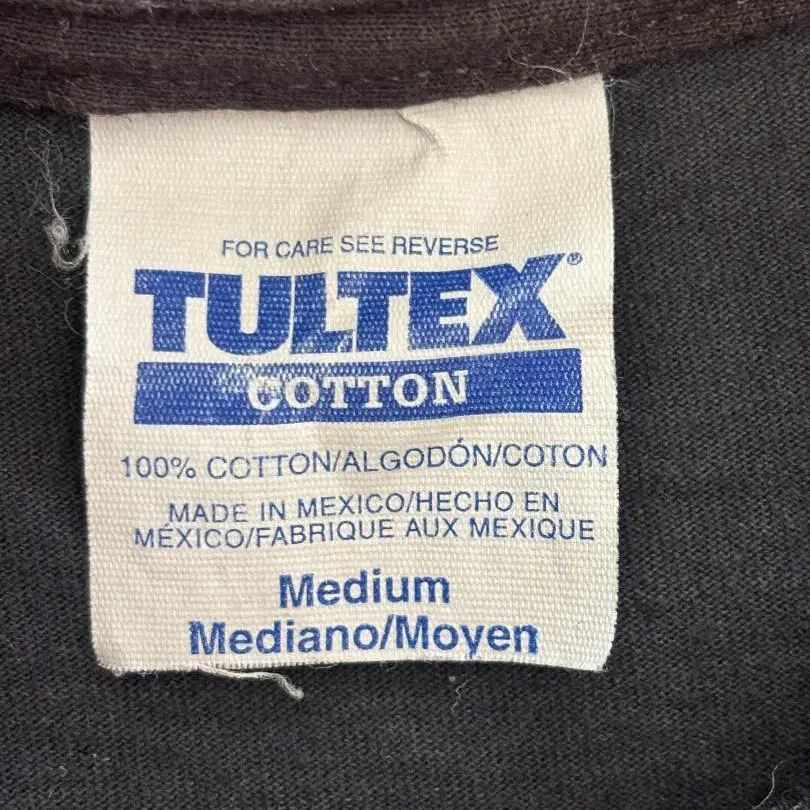 FOR CARE SEE REVERSE
TULTEX®
COTTON
100% COTTON/ALGODÓN/COTON
MADE IN MEXICO/HECHO EN
MÉXICO/FABRIQUE AUX MEXIQUE
Medium
Mediano/Moyen